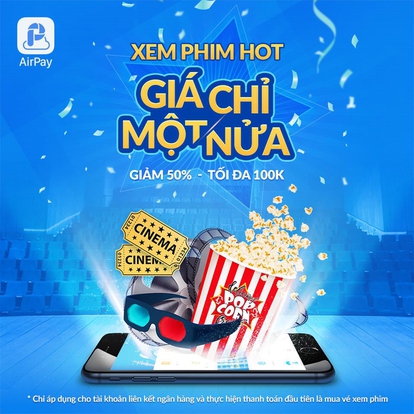 AirPay
XEM PHIM HOT
GIÁ CHỈ
MỘT NỬA
GIẢM 50% - TỐI ĐA 100K
CINEMA
CINEM
POP
CORN
* Chỉ áp dụng cho tài khoản liên kết ngân hàng và thực hiện thanh toán đầu tiên là mua vé xem phim